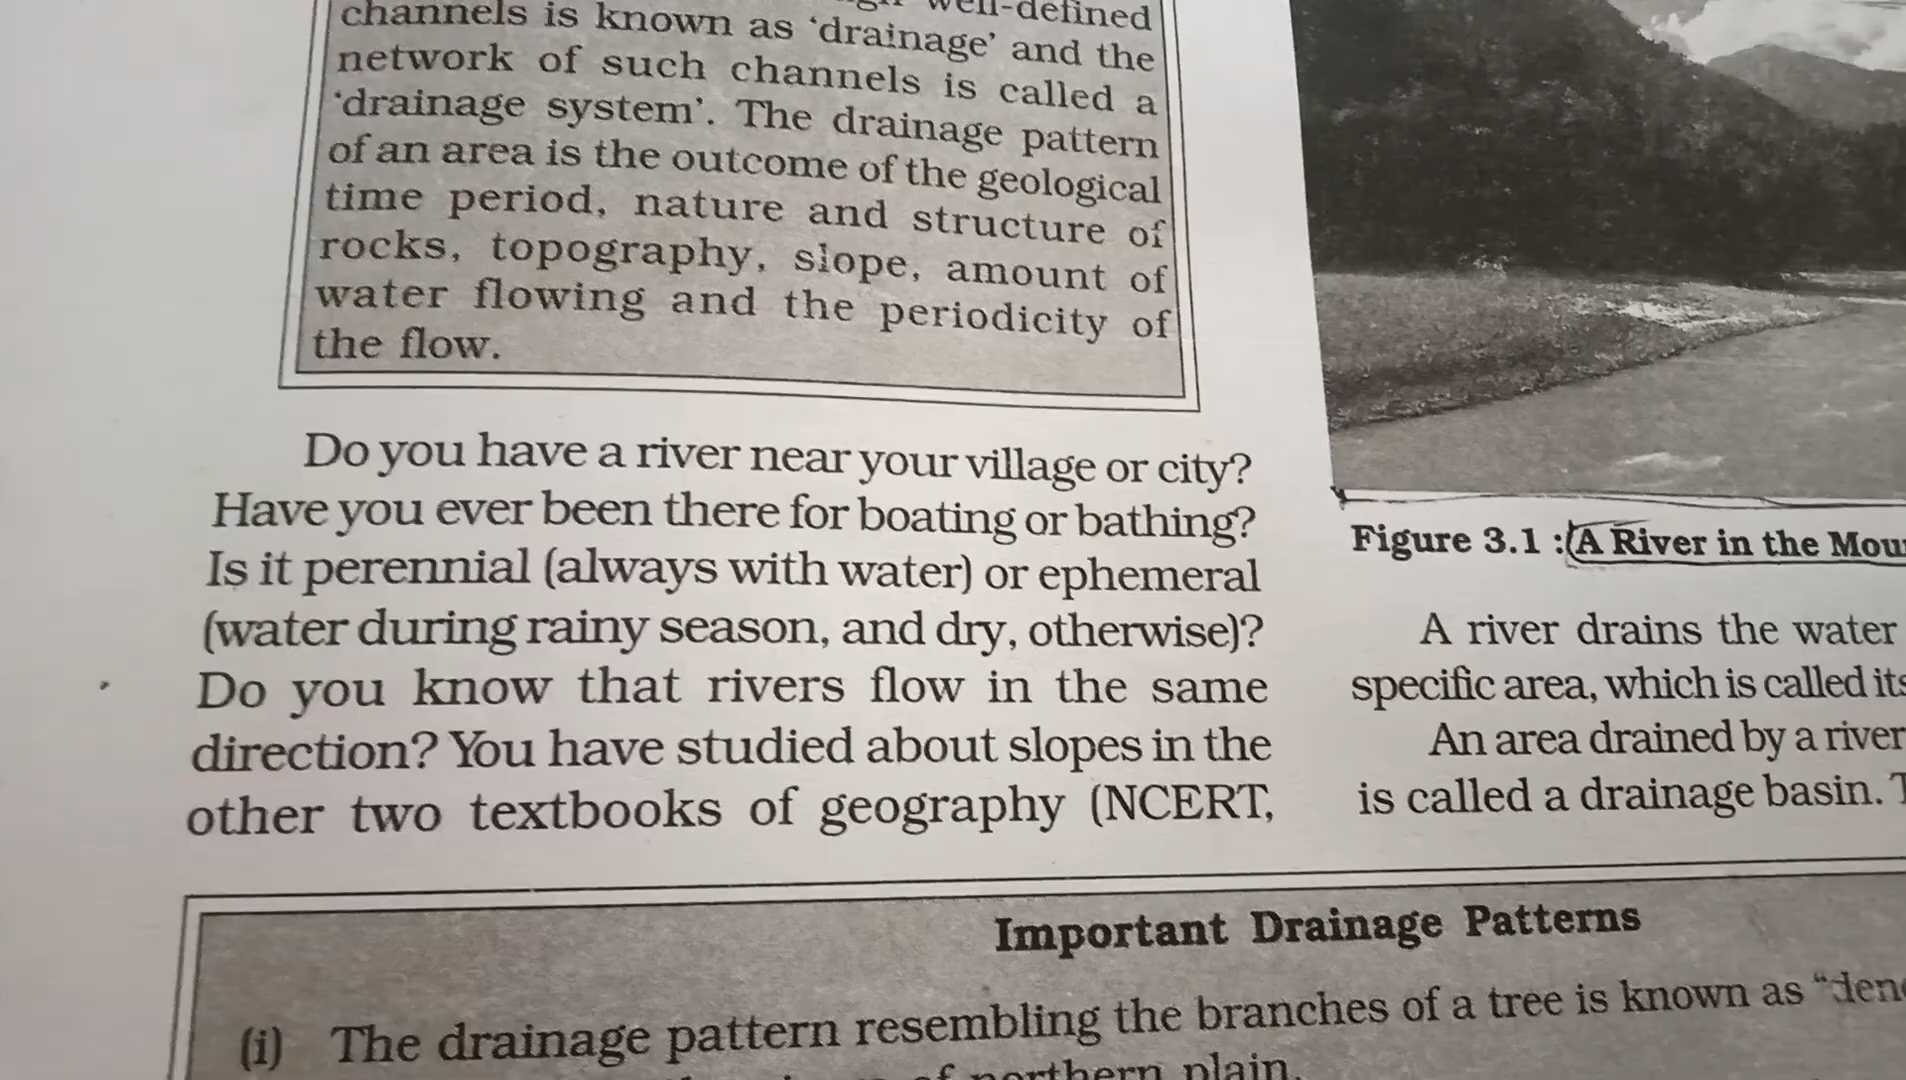 well-defined
channels is known as ‘drainage’ and the
network of such channels is called a
‘drainage system’. The drainage pattern
of an area is the outcome of the geological
time period, nature and structure of
rocks, topography, slope, amount of
water flowing and the periodicity of
the flow.
Do you have a river near your village or city?
Have you ever been there for boating or bathing?
Is it perennial (always with water) or ephemeral
(water during rainy season, and dry, otherwise)?
Do you know that rivers flow in the same
direction? You have studied about slopes in the
other two textbooks of geography (NCERT,
Figure 3.1 : A River in the
A river drains the water
specific area, which is called its
An area drained by a river
is called a drainage basin.
Important Drainage Patterns
(i) The drainage pattern resembling the branches of a tree is known as
of northern plain.